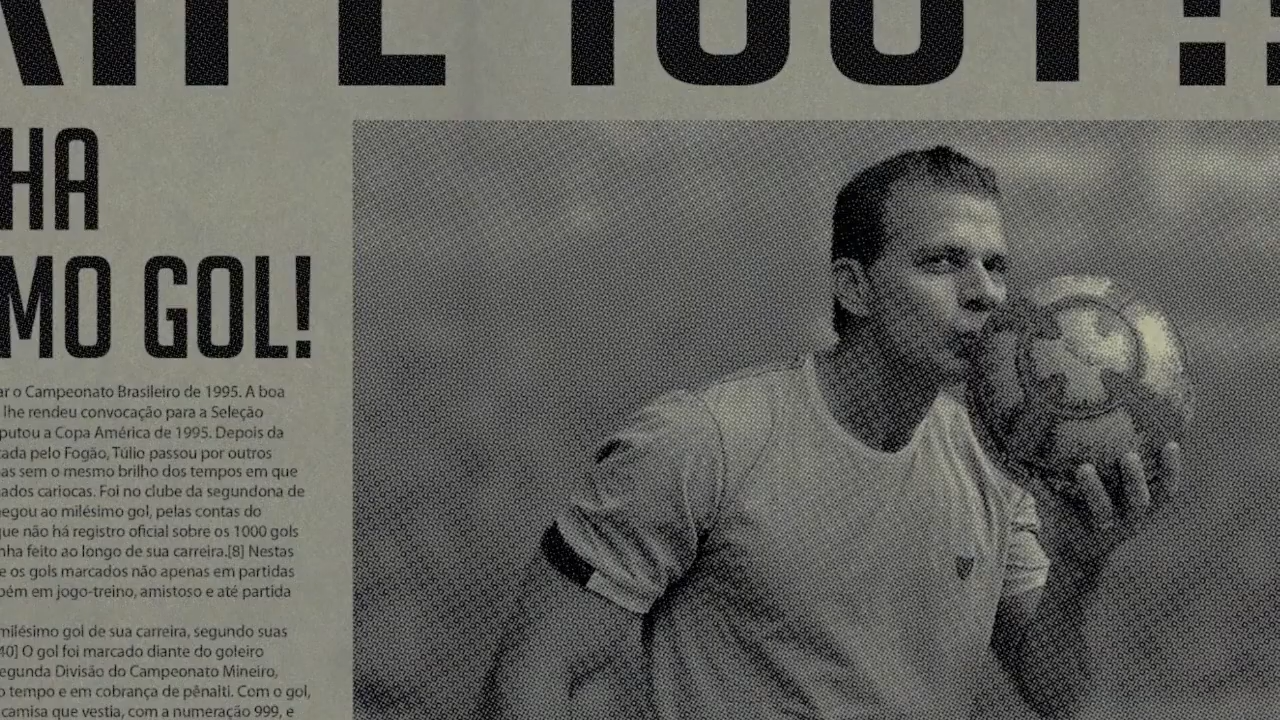 HA
MO GOL!
ar o Campeonato Brasileiro de 1995. A boa
lhe rendeu convocação para a Seleção
putou a Copa América de 1995. Depois da
tada pelo Fogão, Túlio passou por outros
as sem o mesmo brilho dos tempos em que
ados cariocas. Foi no clube da segundona de
hegou ao milésimo gol, pelas contas do
que não há registro oficial sobre os 1000 gols
nha feito ao longo de sua carreira.[8] Nestas
e os gols marcados não apenas em partidas
bém em jogo-treino, amistoso e até partida
milésimo gol de sua carreira, segundo suas
40] O gol foi marcado diante do goleiro
egunda Divisão do Campeonato Mineiro,
o tempo e em cobrança de pênalti. Com o gol,
camisa que vestia, com a numeração 999, e